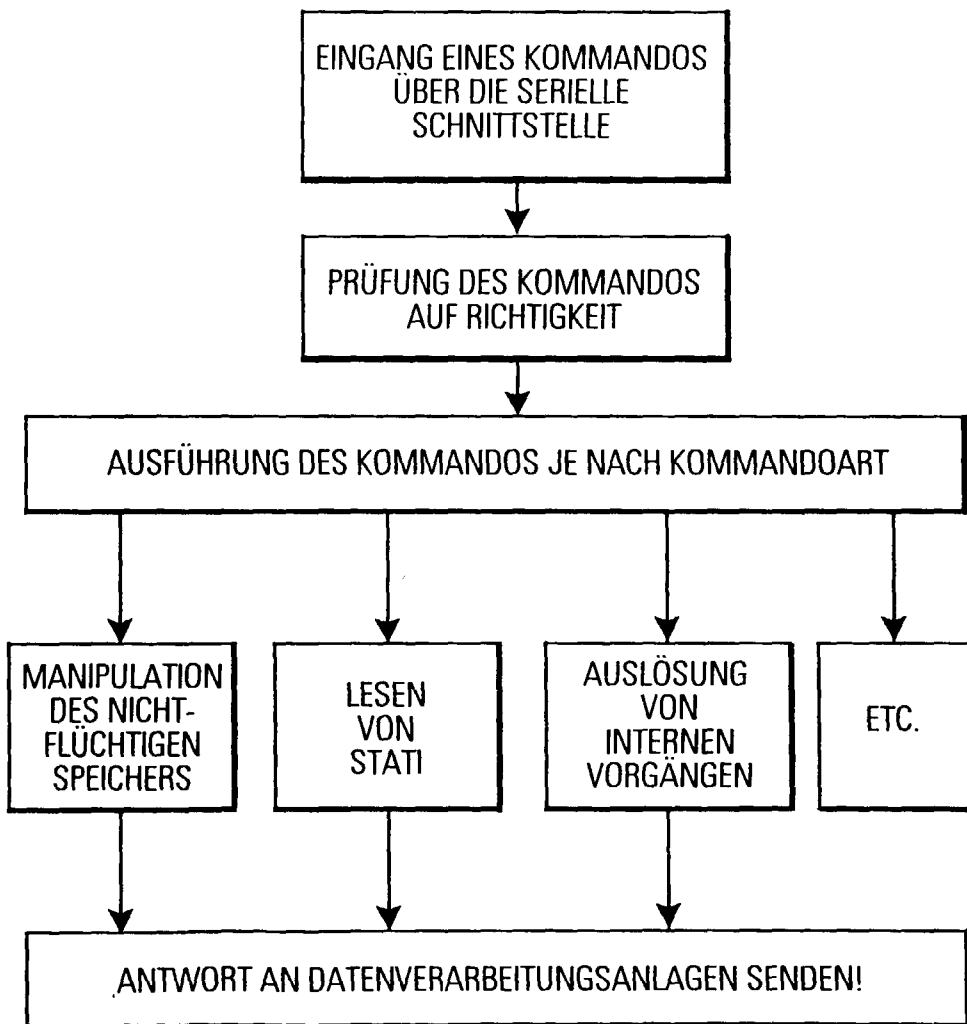 EINGANG EINES KOMMANDOS
ÜBER DIE SERIELLE
SCHNITTSTELLE
PRÜFUNG DES KOMMANDOS
AUF RICHTIGKEIT
AUSFÜHRUNG DES KOMMANDOS JE NACH KOMMANDOART
MANIPULATION
DES NICHT-
FLÜCHTIGEN
SPEICHERS
LESEN
VON
STATI
AUSLÖSUNG
VON
INTERNEN
VORGÄNGEN
ETC.
ANTWORT AN DATENVERARBEITUNGSANLAGEN SENDEN!